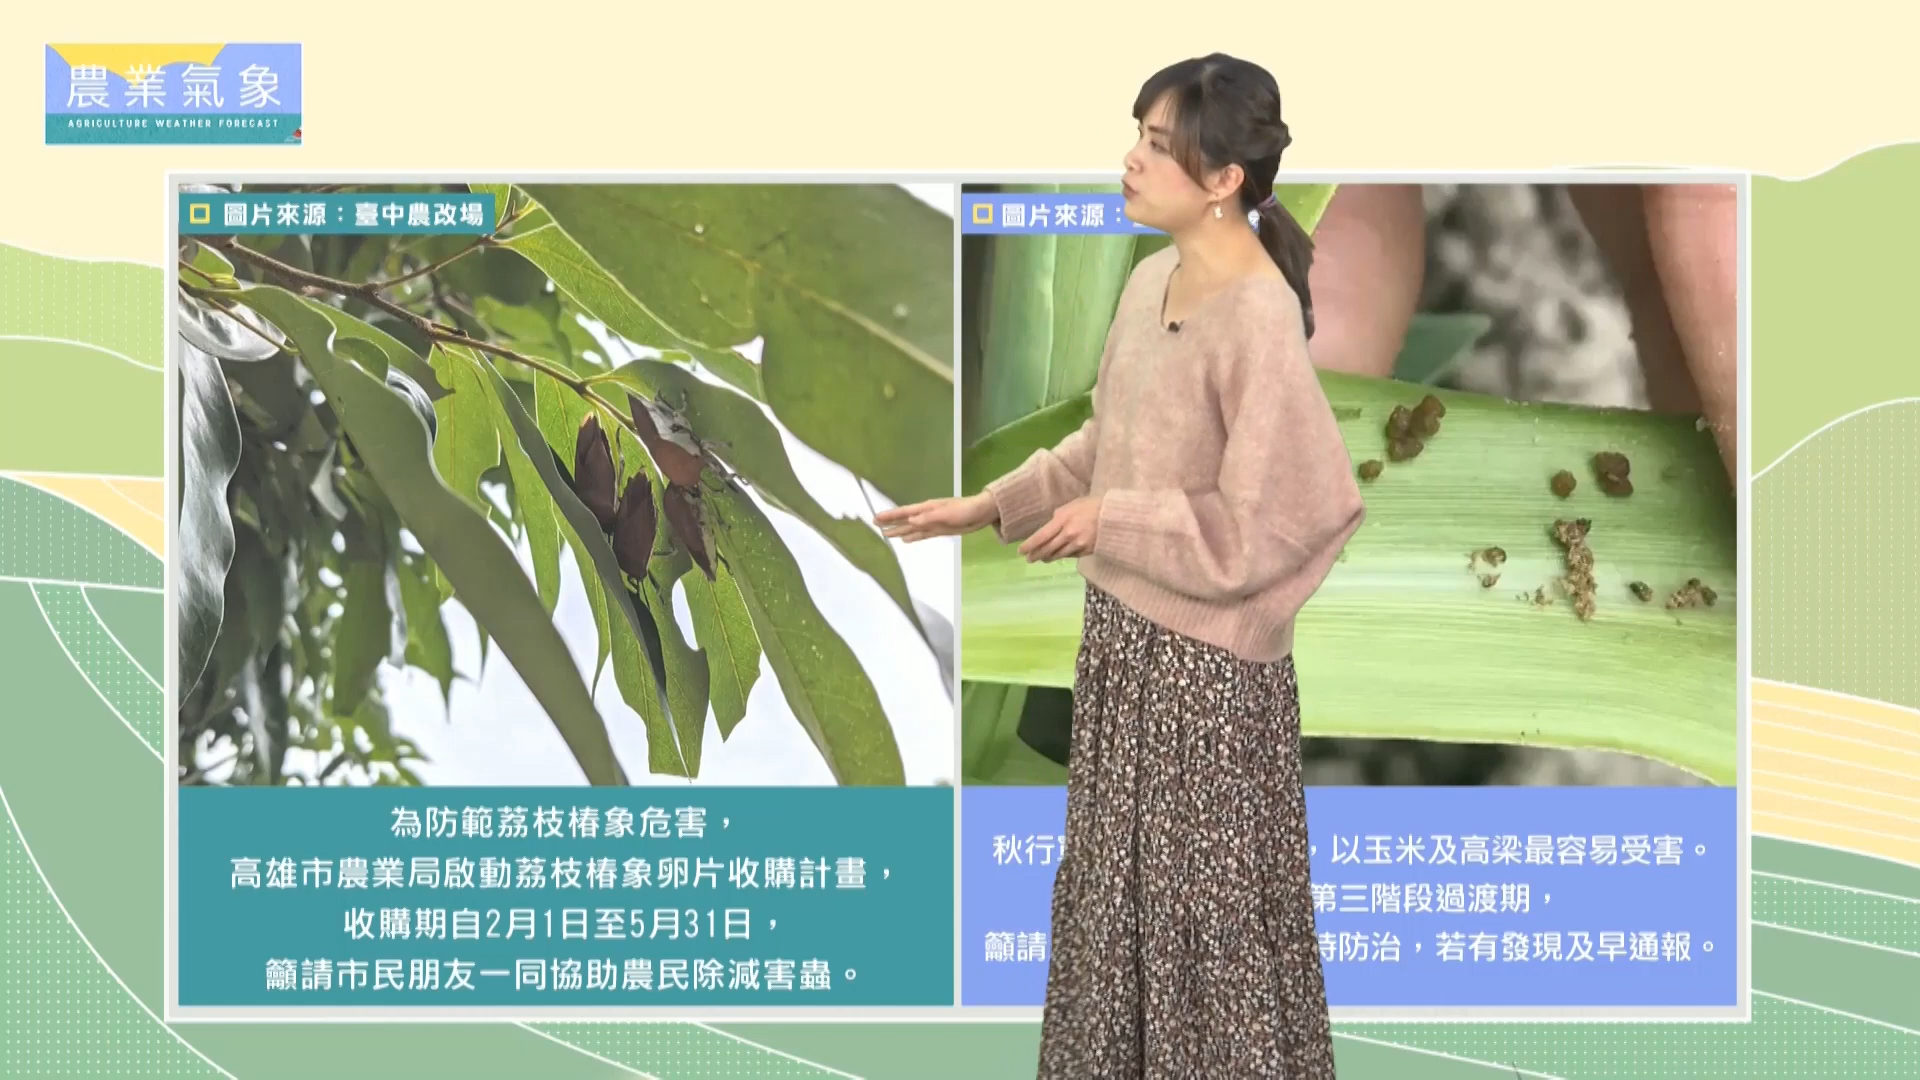 農業氣象
AGRICULTURE WEATHER FORECAST
圖片來源：臺中農改場
圖片來源：
為防範荔枝椿象危害，
高雄市農業局啟動荔枝椿象卵片收購計畫，
收購期自2月1日至5月31日，
籲請市民朋友一同協助農民除滅害蟲。
秋行
，以玉米及高粱最容易受害。
第三階段過渡期，
籲請
時防治，若有發現及早通報。